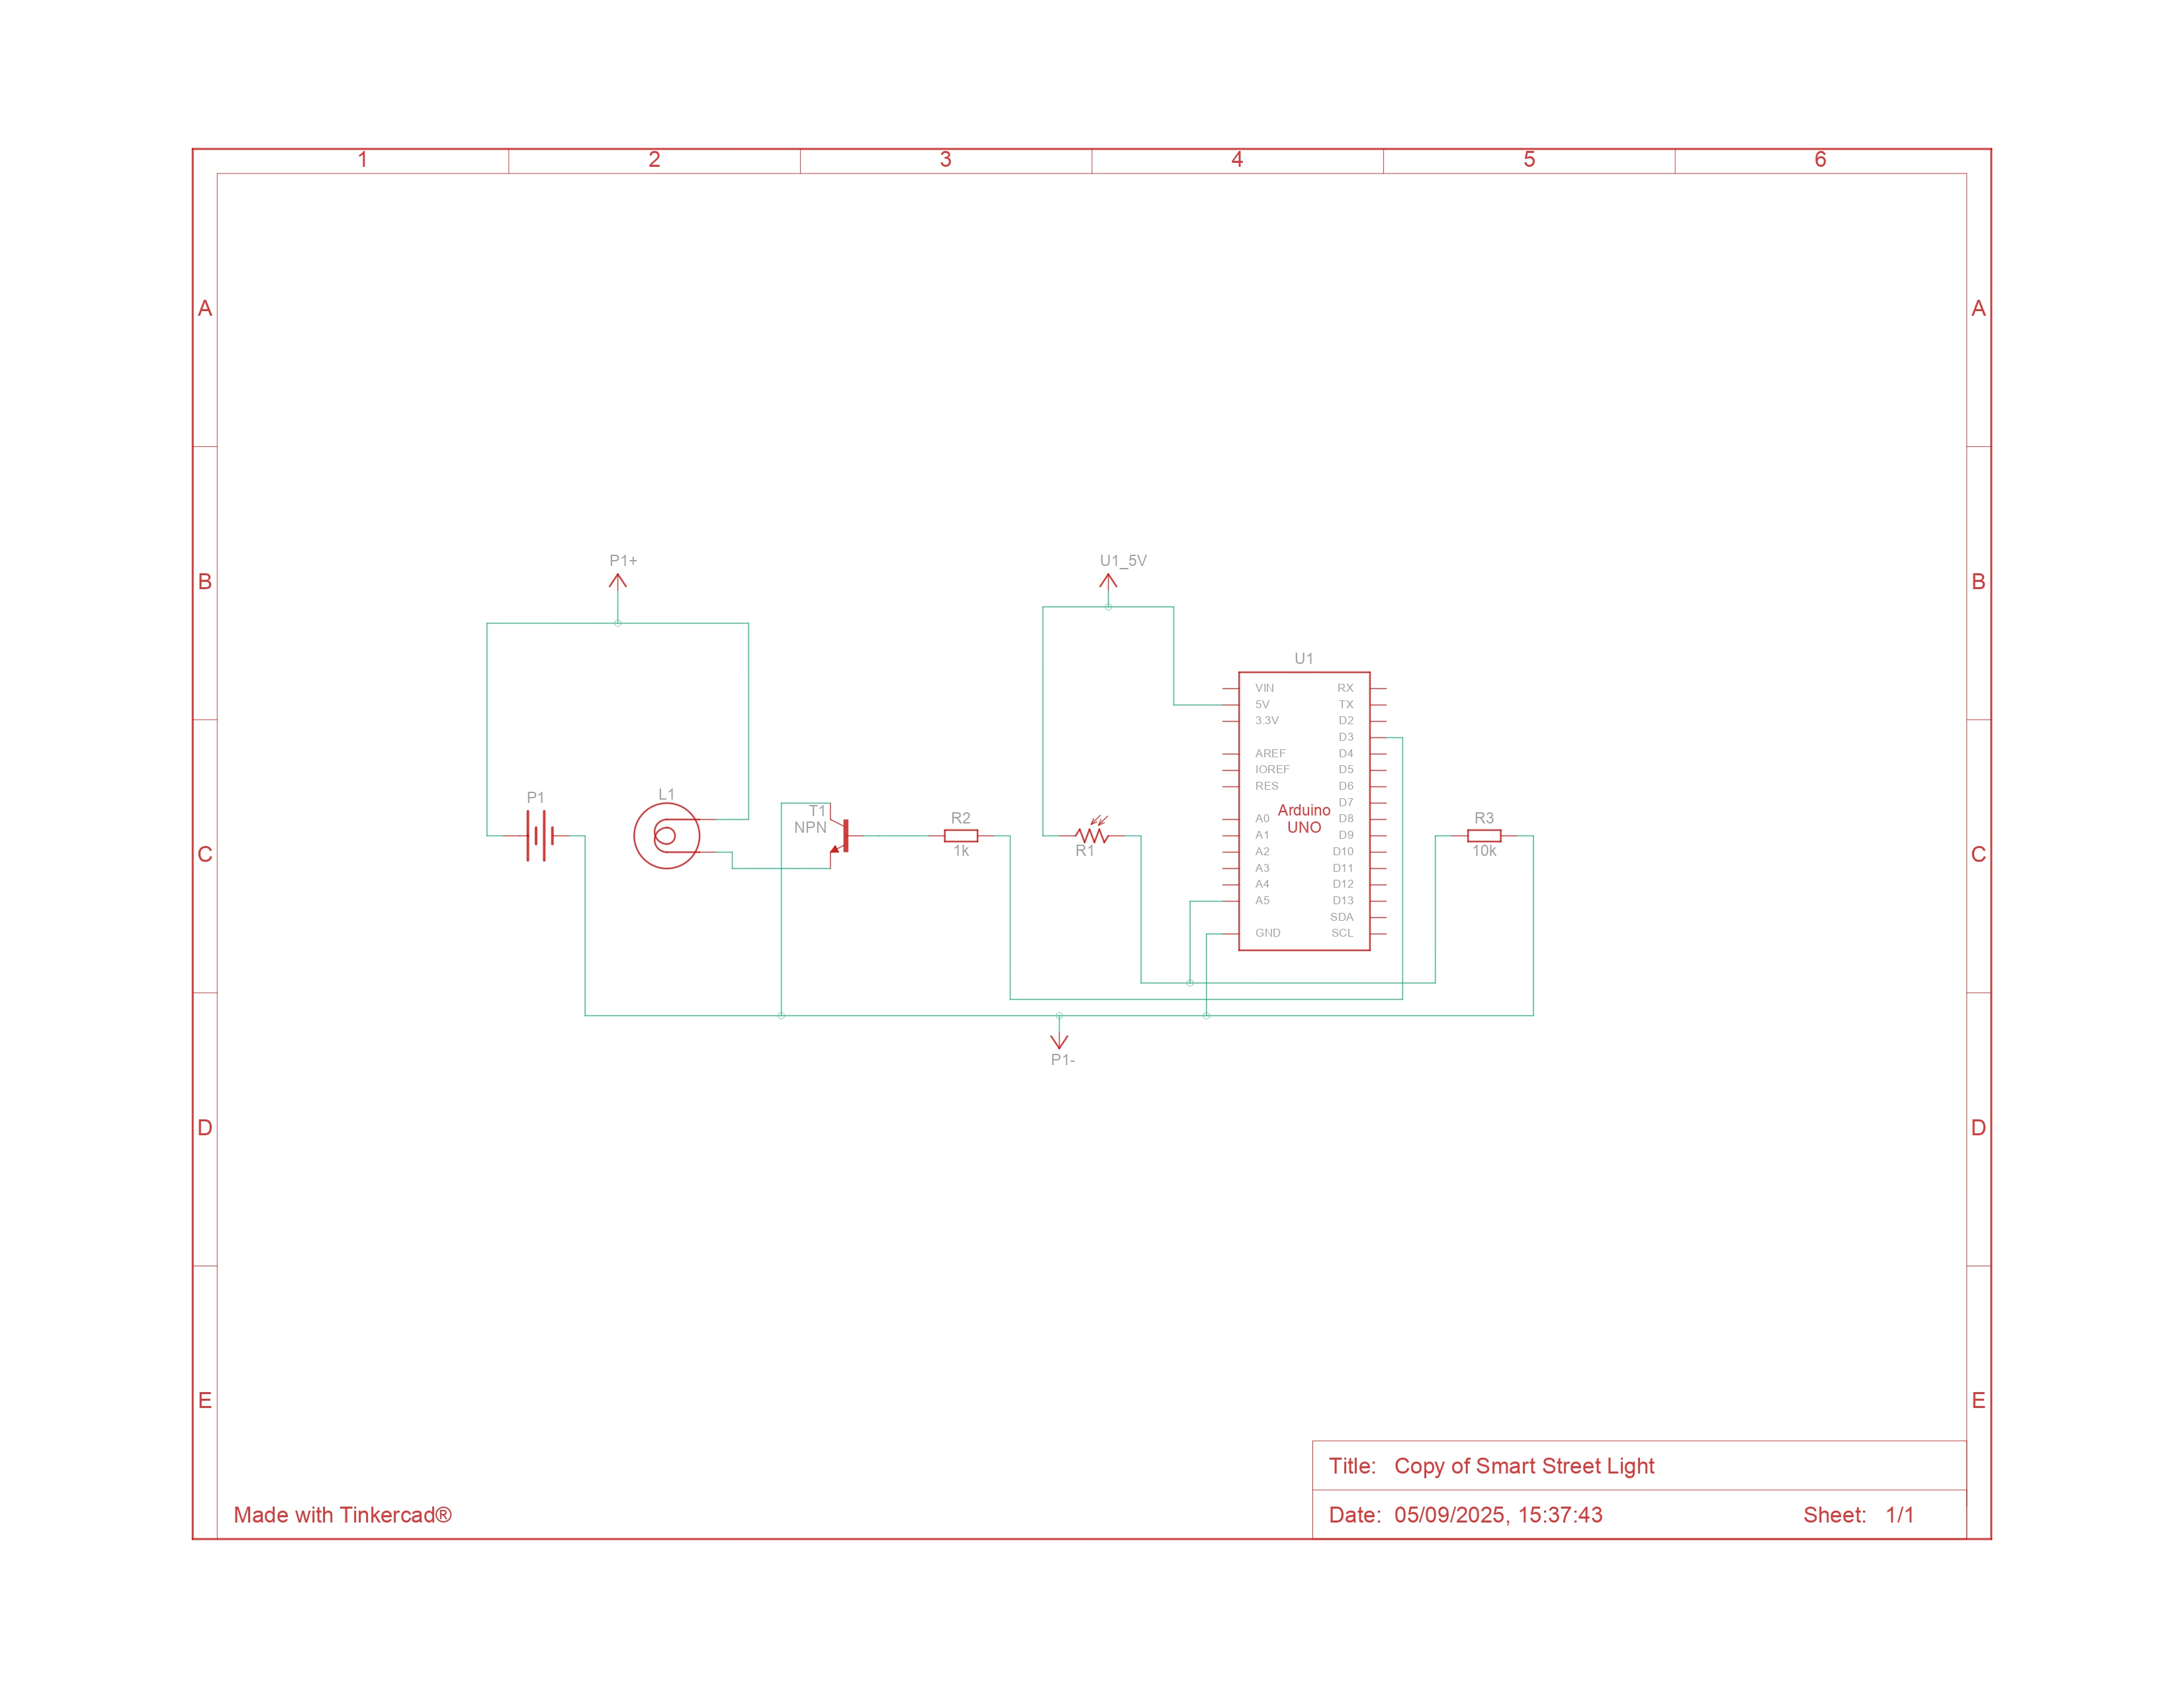 1 2 3 4 5 6
A A
B B
C C
D D
E E
P1+
U1_5V
U1
VIN RX
5V TX
3.3V D2
D3
AREF D4
IOREF D5
RES D6
D7
A0 D8
A1 D9
A2 D10
A3 D11
A4 D12
A5 D13
SDA
GND SCL
Arduino
UNO
P1
L1
T1
NPN
R2
1k
R1
R3
10k
P1-
Title: Copy of Smart Street Light
Made with Tinkercad®
Date: 05/09/2025, 15:37:43 Sheet: 1/1